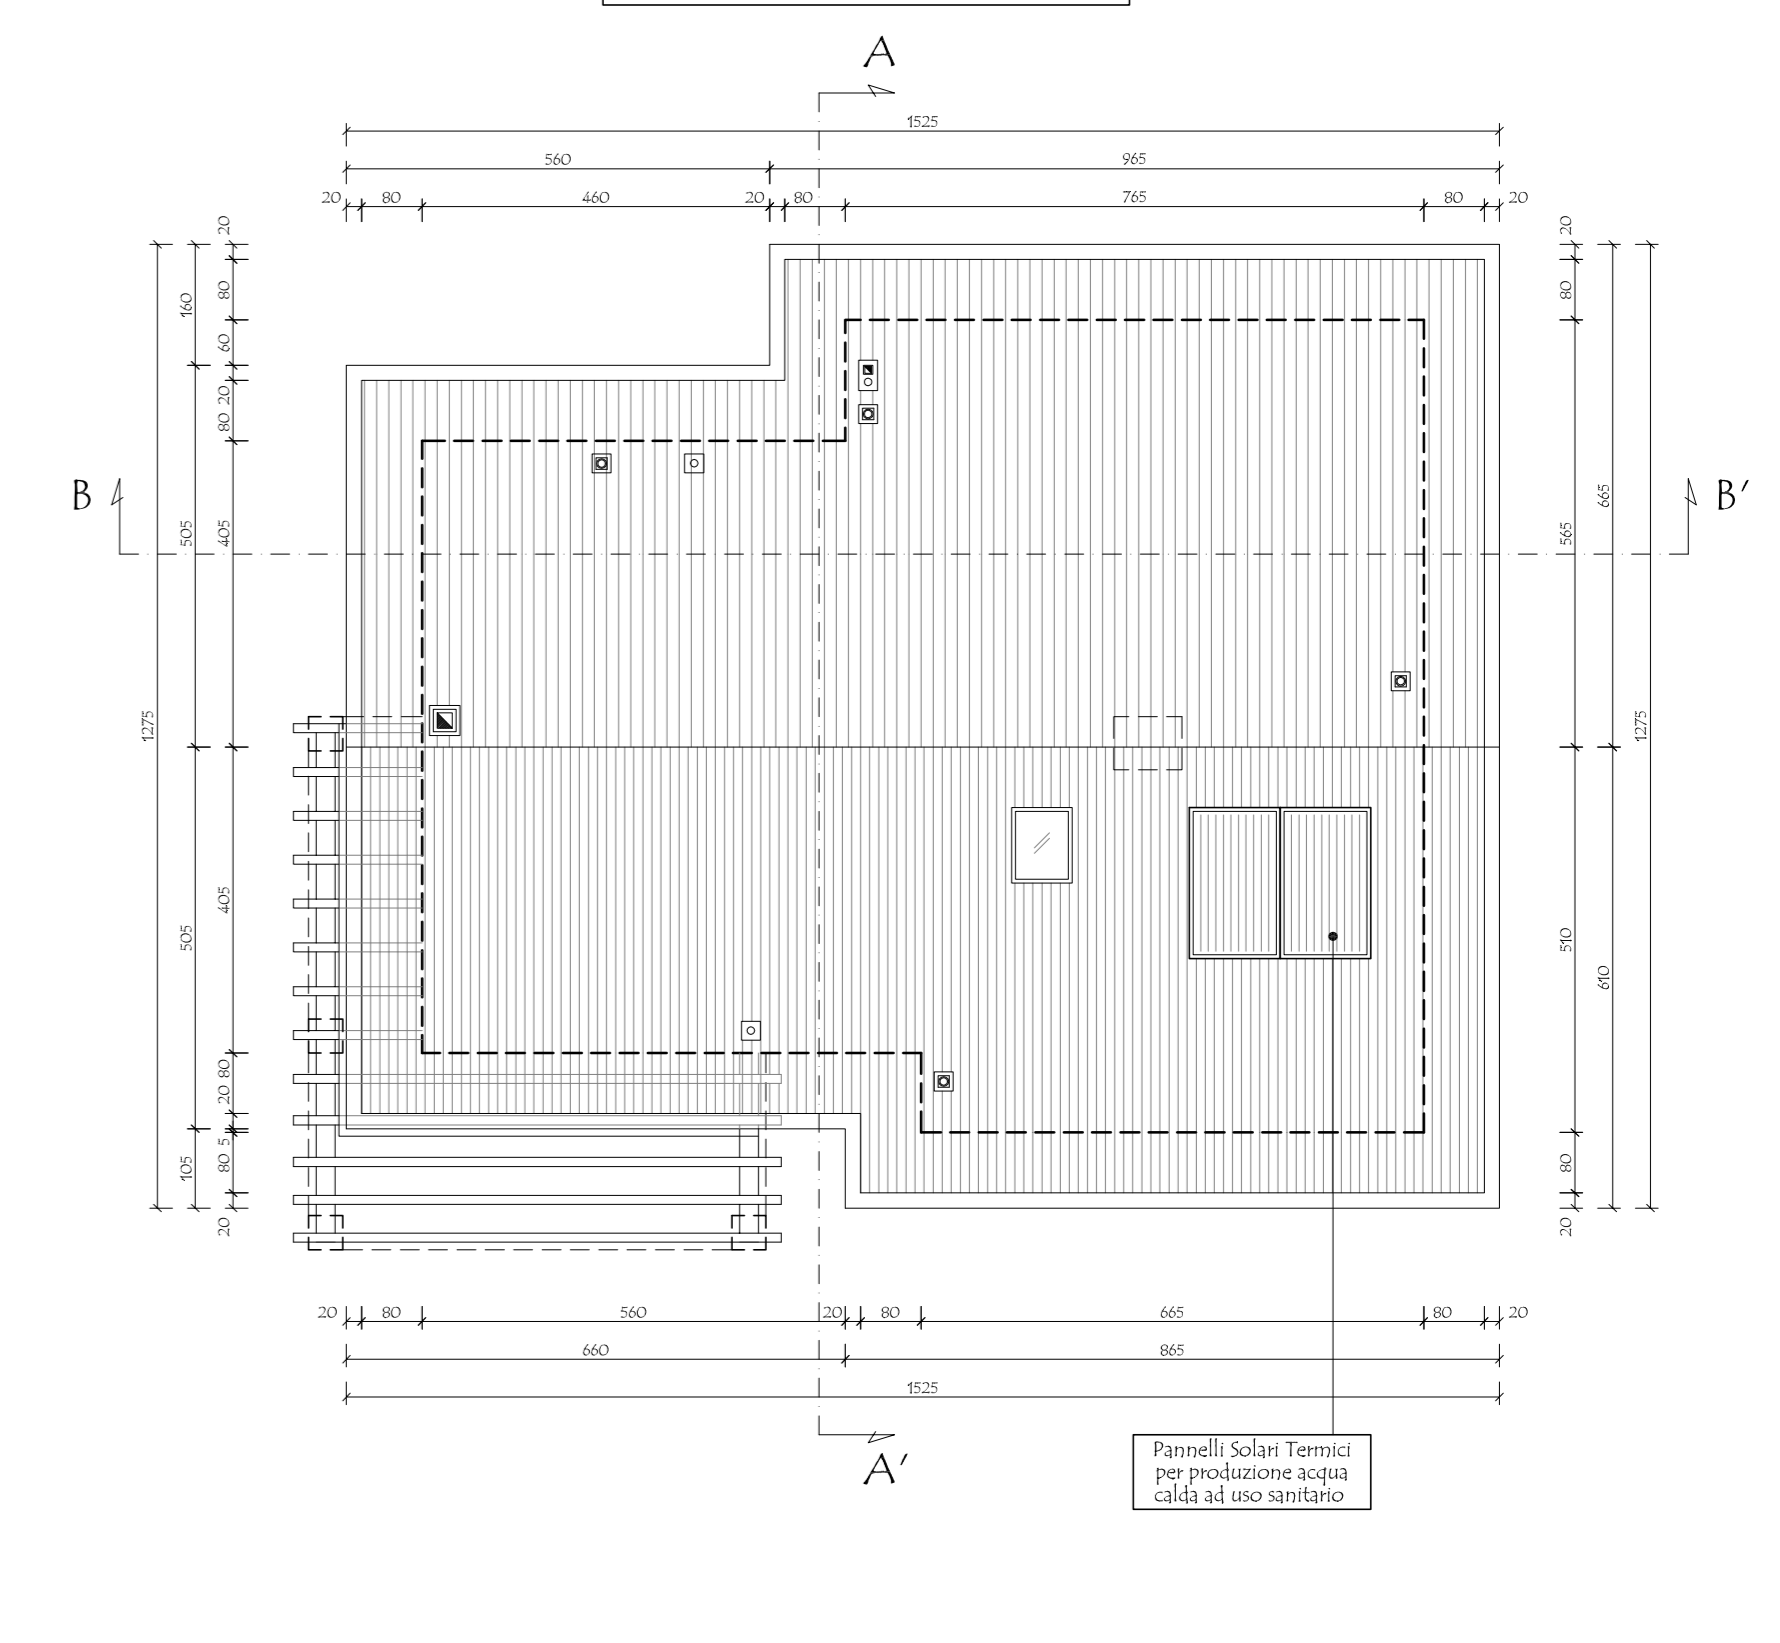 A
1525
560 965
20 80 460 20 80 765 80 20
20 20
80 80
160
60
20
80
B B'
665
505 405 565
1275 1275
405
505 510
610
80
20
5
105 80 80
20 20
20 80 560 20 80 665 80 20
660 865
1525
A'
Pannelli Solari Termici
per produzione acqua
calda ad uso sanitario